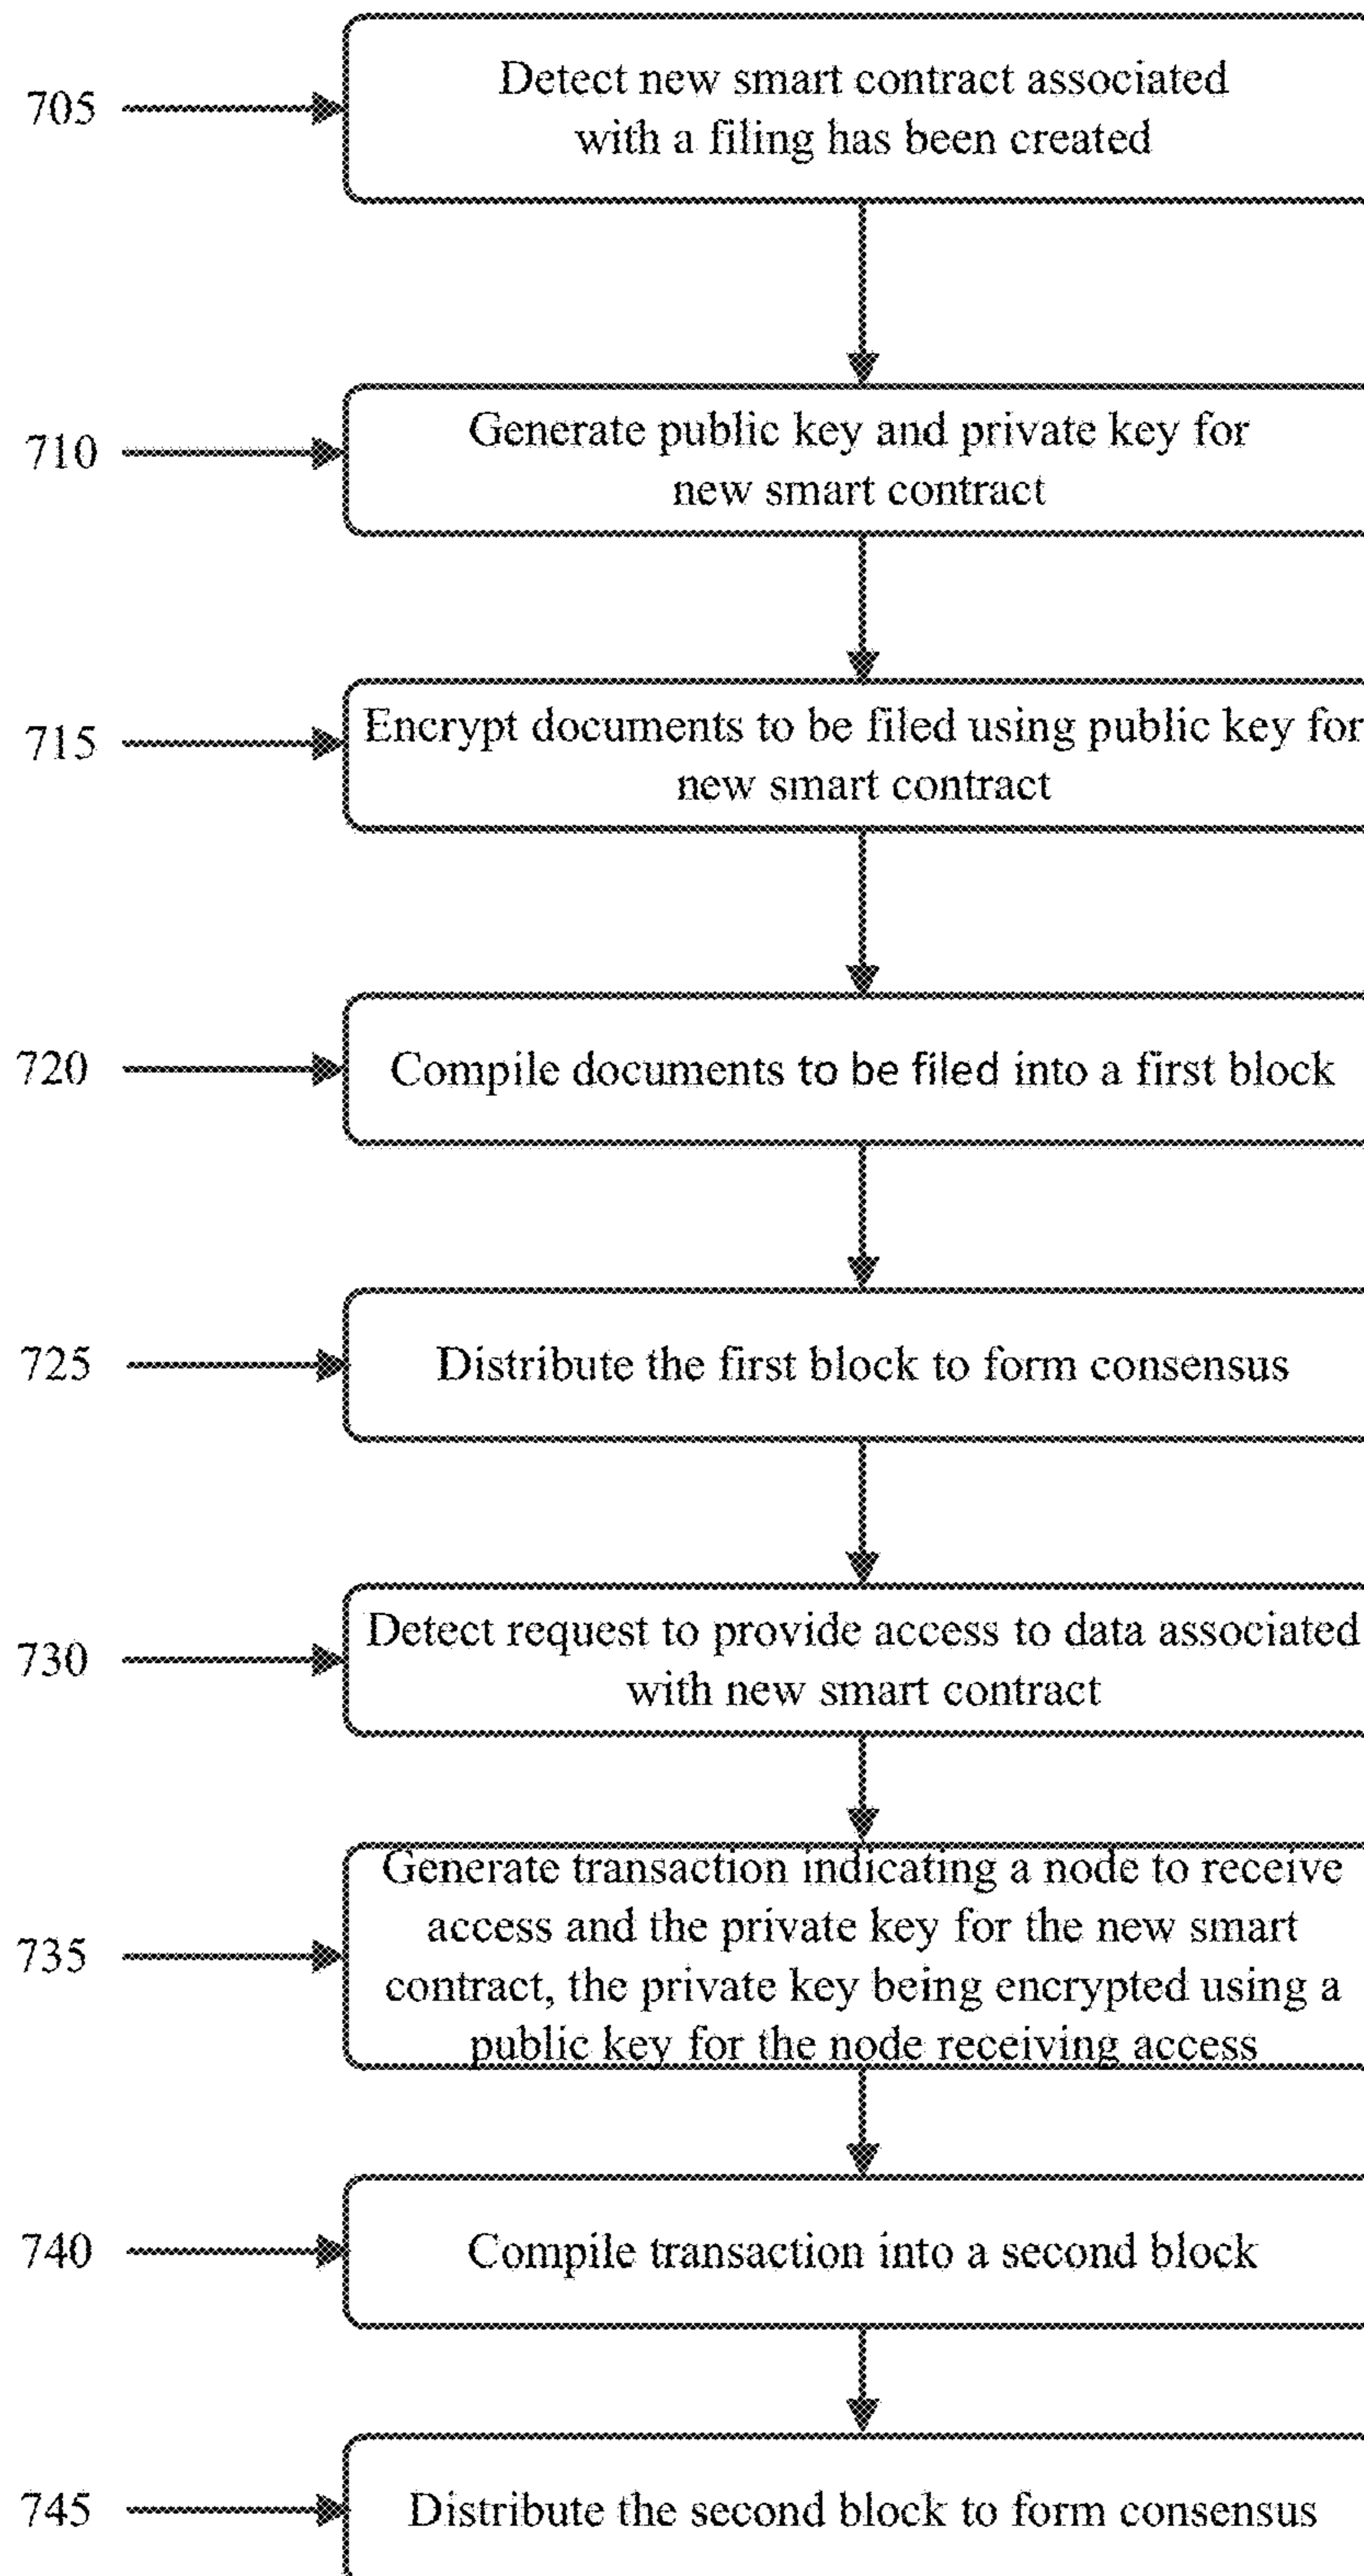 705
Detect new smart contract associated
with a filing has been created
710
Generate public key and private key for
new smart contract
715
Encrypt documents to be filed using public key for
new smart contract
720
Compile documents to be filed into a first block
725
Distribute the first block to form consensus
730
Detect request to provide access to data associated
with new smart contract
735
Generate transaction indicating a node to receive
access and the private key for the new smart
contract, the private key being encrypted using a
public key for the node receiving access
740
Compile transaction into a second block
745
Distribute the second block to form consensus